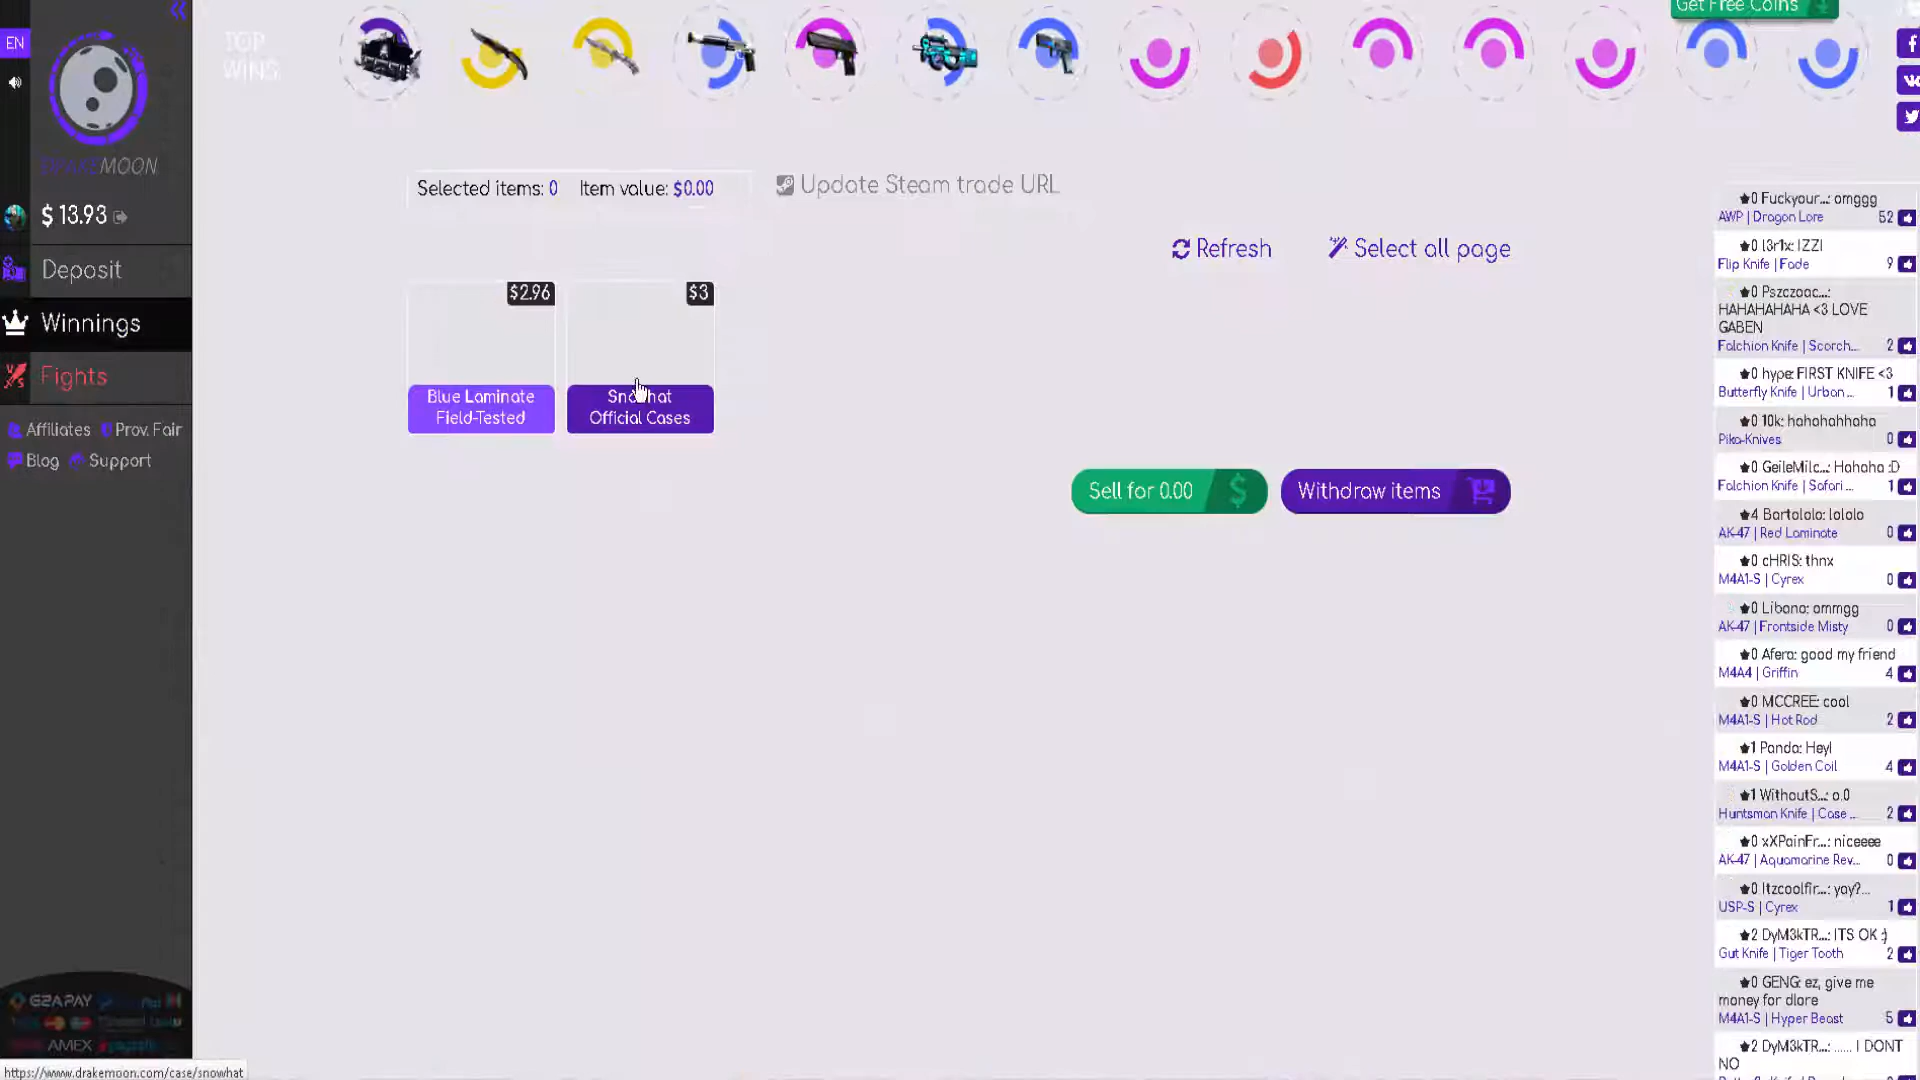 Get Free Coins
EN
TOP
WINS
DRAKEMOON
$ 13.93
Deposit
Winnings
Fights
Affiliates
Prov. Fair
Blog
Support
G2APAY
AMEX
https://www.drakemoon.com/case/snowhat
Selected items: 0 Item value: $0.00
Update Steam trade URL
Refresh
Select all page
$2.96
Blue Laminate
Field-Tested
$3
Official Cases
Sell for 0.00
Withdraw items
0 Fuckyour...: omggg
AWP | Dragon Lore 52
0 l3r1x: IZZI
Flip Knife | Fade 9
0 Pszczoac...:
HAHAHAHAHA <3 LOVE
GABEN
Falchion Knife | Scorch... 2
0 hype: FIRST KNIFE <3
Butterfly Knife | Urban ... 1
0 10k: hahahahhaha
Pika-Knives 0
0 GeileMilc...: Hahaha :D
Falchion Knife | Safari ... 1
4 Bartololo: lololo
AK-47 | Red Laminate 0
0 cHRIS: thnx
M4A1-S | Cyrex 0
0 Libano: ommgg
AK-47 | Frontside Misty 0
0 Afera: good my friend
M4A4 | Griffin 4
0 MCCREE: cool
M4A1-S | Hot Rod 2
1 Panda: Hey!
M4A1-S | Golden Coil 4
1 WithoutS...: o.0
Huntsman Knife | Case ... 2
0 xXPainFr...: niceeee
AK-47 | Aquamarine Rev... 0
0 Itzcoolfir...: yay?...
USP-S | Cyrex 1
2 DyM3kTR...: ITS OK :)
Gut Knife | Tiger Tooth 2
0 GENG: ez, give me
money for dlore
M4A1-S | Hyper Beast 5
2 DyM3kTR...: ...... I DONT
NO